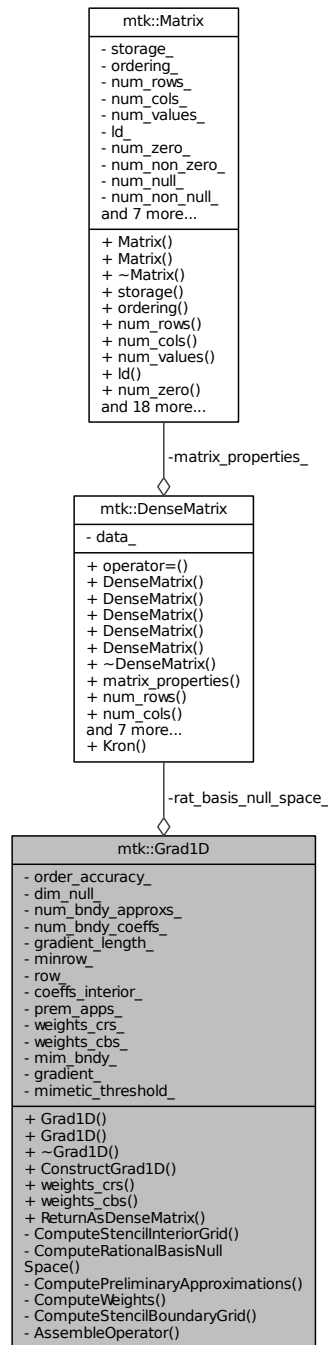 mtk::Matrix
- storage_
- ordering_
- num_rows_
- num_cols_
- num_values_
- ld_
- num_zero_
- num_non_zero_
- num_null_
- num_non_null_
and 7 more...
+ Matrix()
+ Matrix()
+ ~Matrix()
+ storage()
+ ordering()
+ num_rows()
+ num_cols()
+ num_values()
+ ld()
+ num_zero()
and 18 more...
-matrix_properties_
mtk::DenseMatrix
- data_
+ operator=()
+ DenseMatrix()
+ DenseMatrix()
+ DenseMatrix()
+ DenseMatrix()
+ DenseMatrix()
+ ~DenseMatrix()
+ matrix_properties()
+ num_rows()
+ num_cols()
and 7 more...
+ Kron()
-rat_basis_null_space_
mtk::Grad1D
- order_accuracy_
- dim_null_
- num_bndy_approxs_
- num_bndy_coeffs_
- gradient_length_
- minrow_
- row_
- coeffs_interior_
- prem_apps_
- weights_crs_
- weights_cbs_
- mim_bndy_
- gradient_
- mimetic_threshold_
+ Grad1D()
+ Grad1D()
+ ~Grad1D()
+ ConstructGrad1D()
+ weights_crs()
+ weights_cbs()
+ ReturnAsDenseMatrix()
- ComputeStencilInteriorGrid()
- ComputeRationalBasisNull
Space()
- ComputePreliminaryApproximations()
- ComputeWeights()
- ComputeStencilBoundaryGrid()
- AssembleOperator()